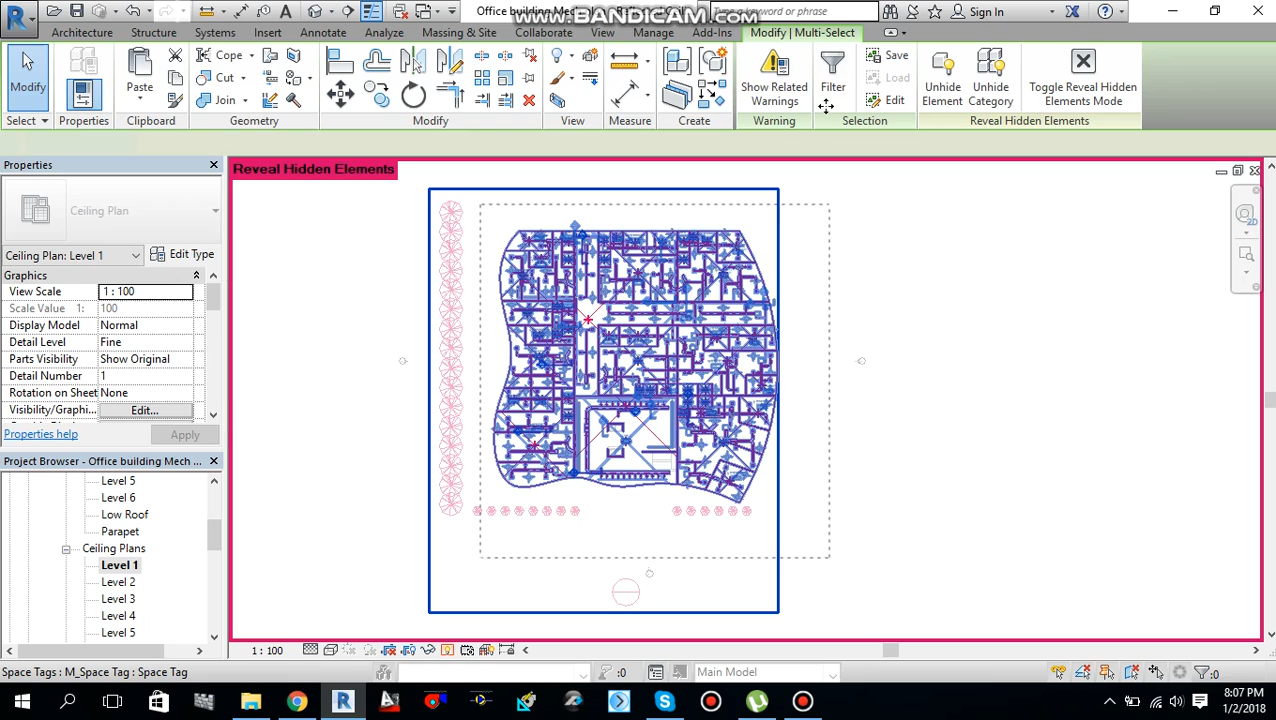 Office building Mech
www.BANDICAM.com
keyword or phrase
Sign In
Architecture Structure Systems Insert Annotate Analyze Massing & Site Collaborate View Manage Add-Ins Modify | Multi-Select
Modify
Select
Properties
Paste
Clipboard
Cope
Cut
Join
Geometry
Modify
View
Measure
Create
Show Related
Warnings
Warning
Filter
Save
Load
Edit
Selection
Unhide
Element
Unhide
Category
Toggle Reveal Hidden
Elements Mode
Reveal Hidden Elements
Properties
Ceiling Plan
Ceiling Plan: Level 1
Edit Type
Graphics
View Scale 1 : 100
Scale Value 1: 100
Display Model Normal
Detail Level Fine
Parts Visibility Show Original
Detail Number 1
Rotation on Sheet None
Visibility/Graphi... Edit...
Properties help
Apply
Project Browser - Office building Mech ...
Level 5
Level 6
Low Roof
Parapet
Ceiling Plans
Level 1
Level 2
Level 3
Level 4
Level 5
Reveal Hidden Elements
2D
1 : 100
Space Tags : M_Space Tag : Space Tag
:0
Main Model
:0
8:07 PM
1/2/2018